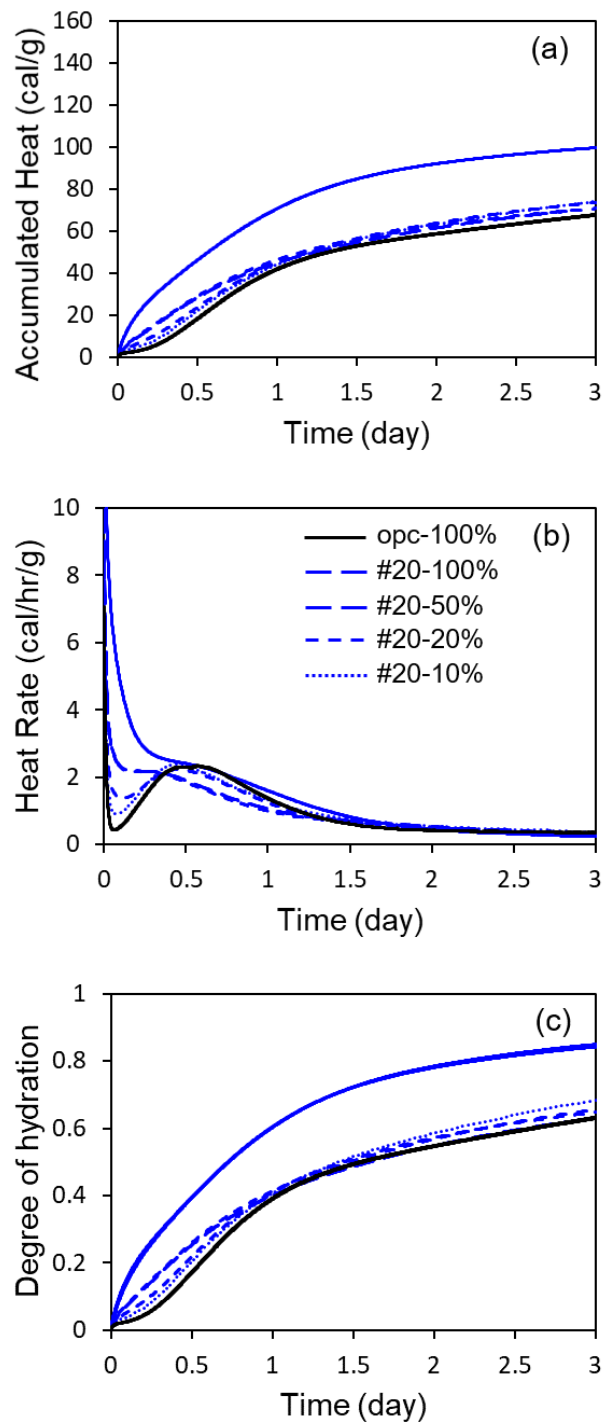 160
140
120
100
80
60
40
20
0
Accumulated Heat (cal/g)
(a)
0 0.5 1 1.5 2 2.5 3
Time (day)
10
8
6
4
2
0
Heat Rate (cal/hr/g)
(b)
opc-100%
#20-100%
#20-50%
#20-20%
#20-10%
0 0.5 1 1.5 2 2.5 3
Time (day)
1
0.8
0.6
0.4
0.2
0
Degree of hydration
(c)
0 0.5 1 1.5 2 2.5 3
Time (day)